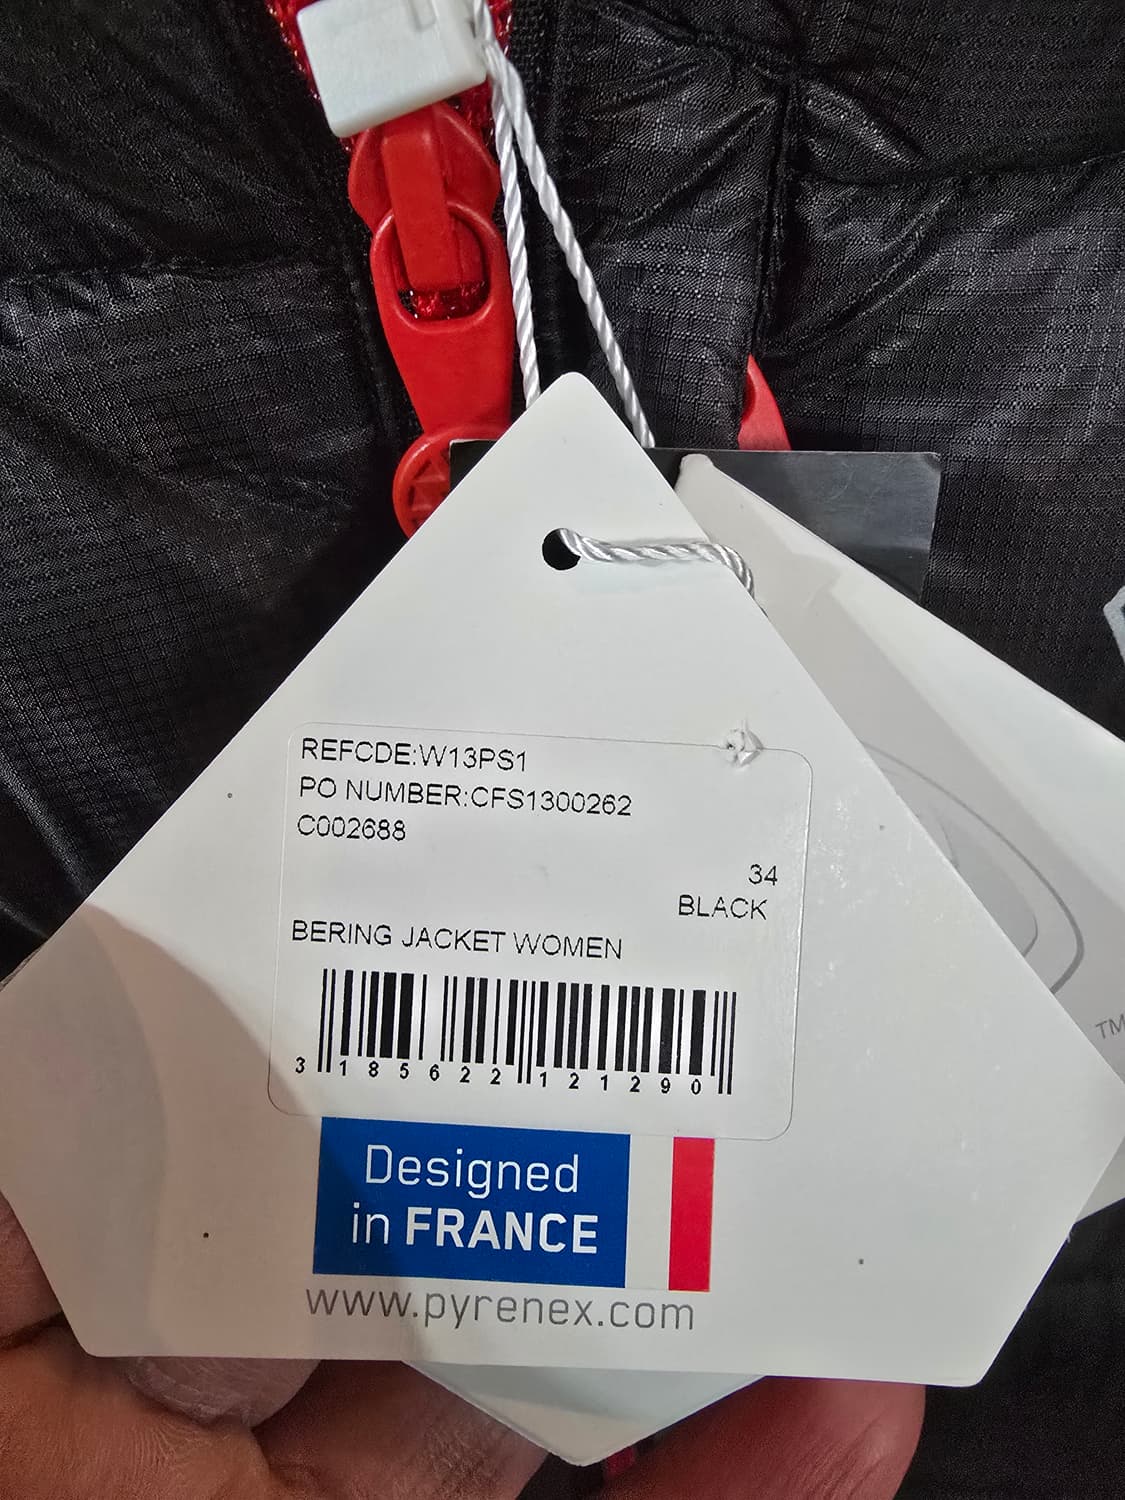 REFCDE:W13PS1
PO NUMBER:CFS1300262
C002688
34
BLACK
BERING JACKET WOMEN
3 185622 121290
Designed
in FRANCE
www.pyrenex.com
TM